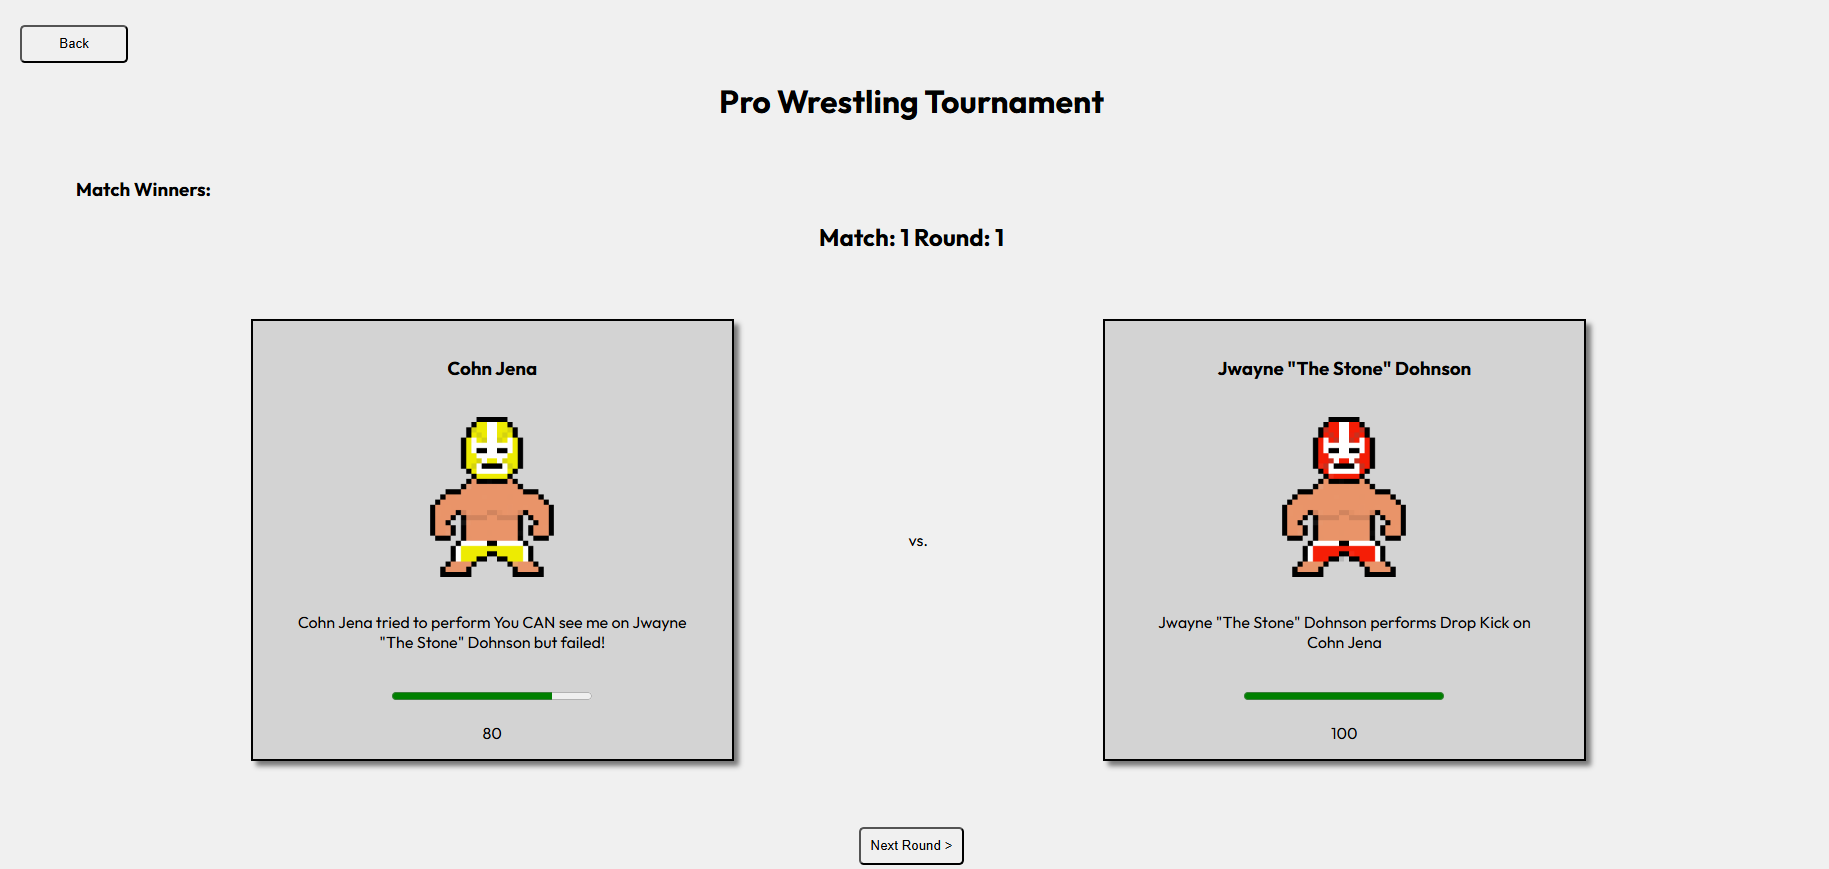 Back
Pro Wrestling Tournament
Match Winners:
Match: 1 Round: 1
Cohn Jena
Cohn Jena tried to perform You CAN see me on Jwayne
"The Stone" Dohnson but failed!
80
vs.
Jwayne "The Stone" Dohnson
Jwayne "The Stone" Dohnson performs Drop Kick on
Cohn Jena
100
Next Round >